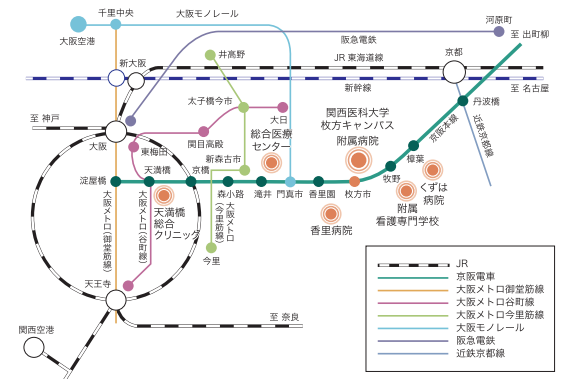 千里中央
大阪モノレール
河原町
至 出町柳
大阪空港
阪急電鉄
井高野
JR 東海道線
京都
新大阪
新幹線
至 名古屋
太子橋今市
大日
丹波橋
至 神戸
関西医科大学
枚方キャンパス
附属病院
京阪本線
近鉄京都線
大阪
関目高殿
総合医療
センター
東梅田
新森古市
樟葉
天満橋
京橋
牧野
くずは
病院
淀屋橋
森小路
滝井
門真市
香里園
枚方市
大阪メトロ
(御堂筋線)
大阪メトロ
(谷町線)
天満橋
総合
クリニック
大阪メトロ
(今里筋線)
香里病院
附属
看護専門学校
今里
天王寺
至 奈良
関西空港
JR
京阪電車
大阪メトロ御堂筋線
大阪メトロ谷町線
大阪メトロ今里筋線
大阪モノレール
阪急電鉄
近鉄京都線